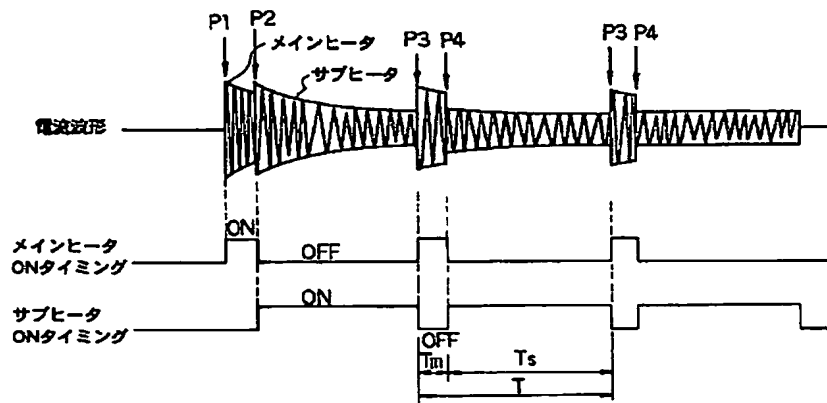 P1 P2 P3 P4 P3 P4
メインヒータ
サブヒータ
電流波形
ON
メインヒータ
ONタイミング
OFF
サブヒータ
ONタイミング
ON
OFF
Tm Ts
T